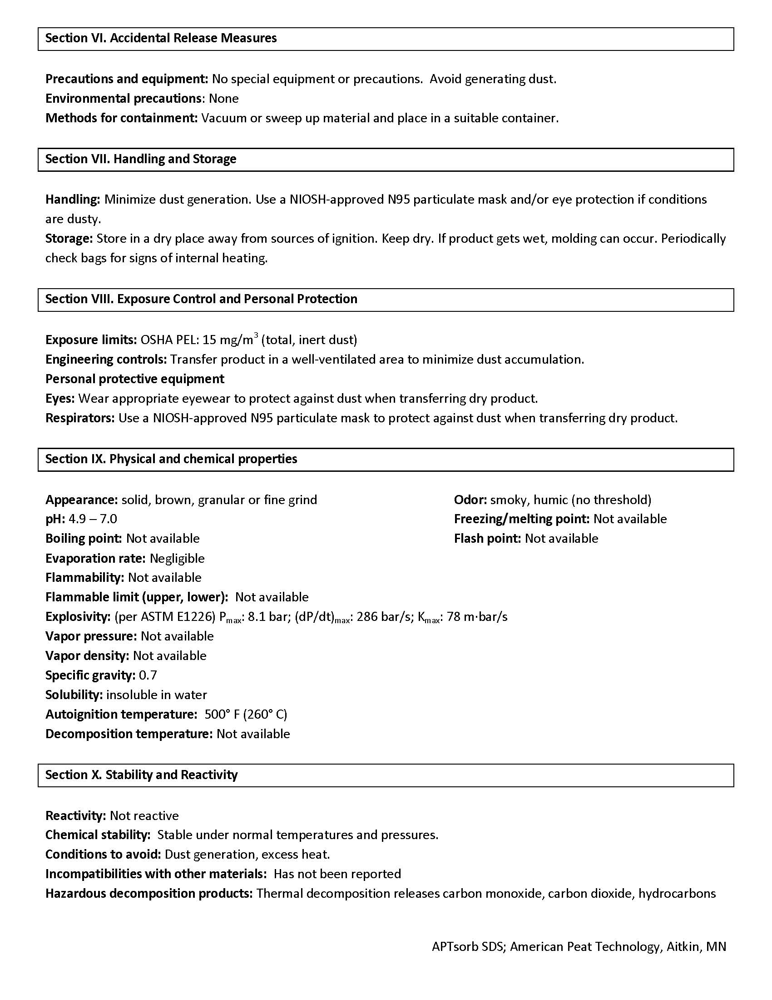 Section VI. Accidental Release Measures
Precautions and equipment: No special equipment or precautions.  Avoid generating dust.
Environmental precautions: None
Methods for containment: Vacuum or sweep up material and place in a suitable container.
Section VII. Handling and Storage
Handling: Minimize dust generation. Use a NIOSH-approved N95 particulate mask and/or eye protection if conditions
are dusty.
Storage: Store in a dry place away from sources of ignition. Keep dry. If product gets wet, molding can occur. Periodically
check bags for signs of internal heating.
Section VIII. Exposure Control and Personal Protection
Exposure limits: OSHA PEL: 15 mg/m³ (total, inert dust)
Engineering controls: Transfer product in a well-ventilated area to minimize dust accumulation.
Personal protective equipment
Eyes: Wear appropriate eyewear to protect against dust when transferring dry product.
Respirators: Use a NIOSH-approved N95 particulate mask to protect against dust when transferring dry product.
Section IX. Physical and chemical properties
Appearance: solid, brown, granular or fine grind
Odor: smoky, humic (no threshold)
pH: 4.9 – 7.0
Freezing/melting point: Not available
Boiling point: Not available
Flash point: Not available
Evaporation rate: Negligible
Flammability: Not available
Flammable limit (upper, lower):  Not available
Explosivity: (per ASTM E1226) Pmax: 8.1 bar; (dP/dt)max: 286 bar/s; Kmax: 78 m·bar/s
Vapor pressure: Not available
Vapor density: Not available
Specific gravity: 0.7
Solubility: insoluble in water
Autoignition temperature:  500° F (260° C)
Decomposition temperature: Not available
Section X. Stability and Reactivity
Reactivity: Not reactive
Chemical stability:  Stable under normal temperatures and pressures.
Conditions to avoid: Dust generation, excess heat.
Incompatibilities with other materials:  Has not been reported
Hazardous decomposition products: Thermal decomposition releases carbon monoxide, carbon dioxide, hydrocarbons
APTsorb SDS; American Peat Technology, Aitkin, MN